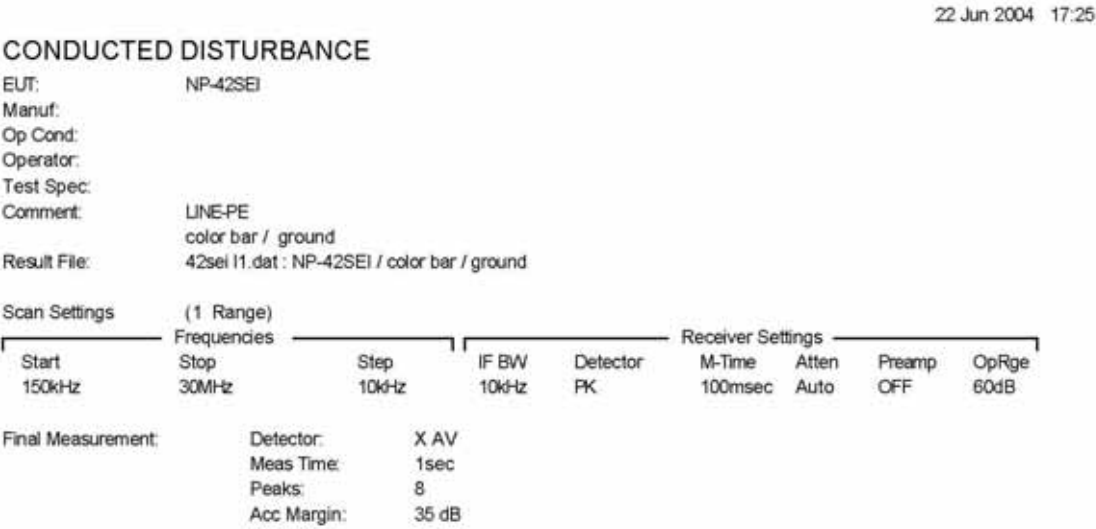 22 Jun 2004 17:25
CONDUCTED DISTURBANCE
EUT: NP-42SEI
Manuf:
Op Cond:
Operator:
Test Spec:
Comment: LINE-PE
color bar / ground
Result File: 42sei l1.dat : NP-42SEI / color bar / ground
Scan Settings (1 Range)
Frequencies Receiver Settings
Start Stop Step IF BW Detector M-Time Atten Preamp OpRge
150kHz 30MHz 10kHz 10kHz PK 100msec Auto OFF 60dB
Final Measurement: Detector: X AV
Meas Time: 1sec
Peaks: 8
Acc Margin: 35 dB